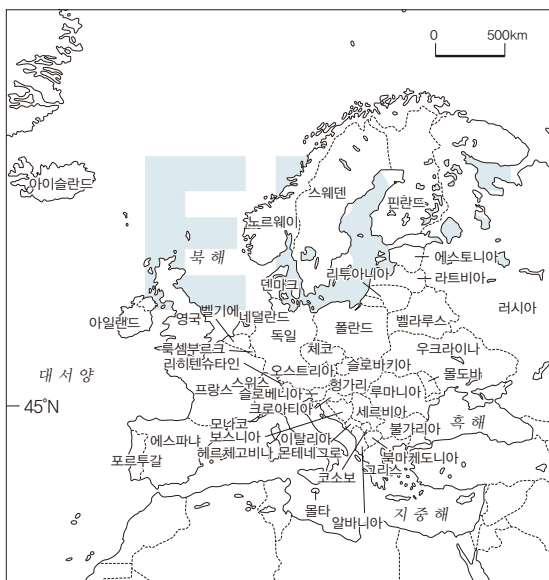 0 500km
아이슬란드
스웨덴
핀란드
노르웨이
북해
에스토니아
리투아니아
라트비아
덴마크
러시아
아일랜드
영국
벨기에
네덜란드
독일
폴란드
벨라루스
룩셈부르크
체코
우크라이나
리히텐슈타인
오스트리아
슬로바키아
몰도바
대서양
프랑스
스위스
슬로베니아
헝가리
루마니아
45°N
크로아티아
세르비아
흑해
모나코
보스니아
헤르체고비나
이탈리아
몬테네그로
불가리아
에스파냐
포르투갈
북마케도니아
그리스
코소보
몰타
알바니아
지중해